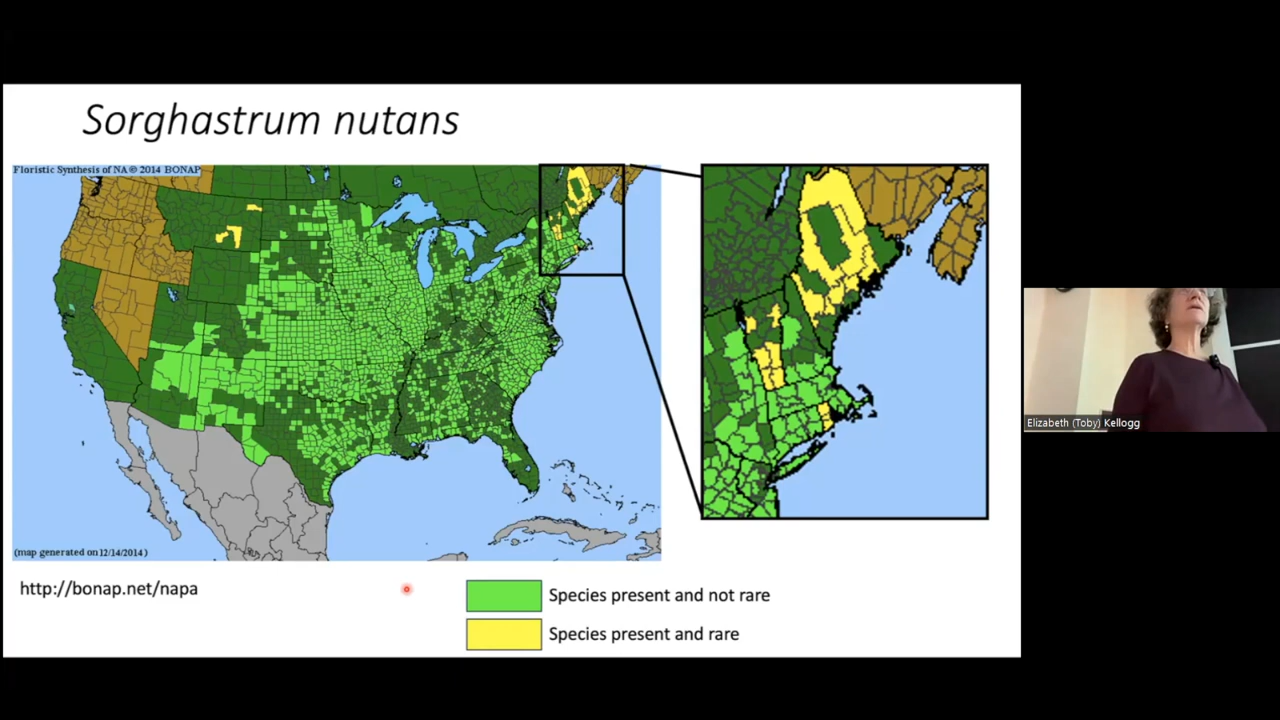 Sorghastrum nutans
Floristic Synthesis of NA © 2014 BONAP
(map generated on 12/14/2014)
http://bonap.net/napa
Species present and not rare
Species present and rare
Elizabeth (Toby) Kellogg